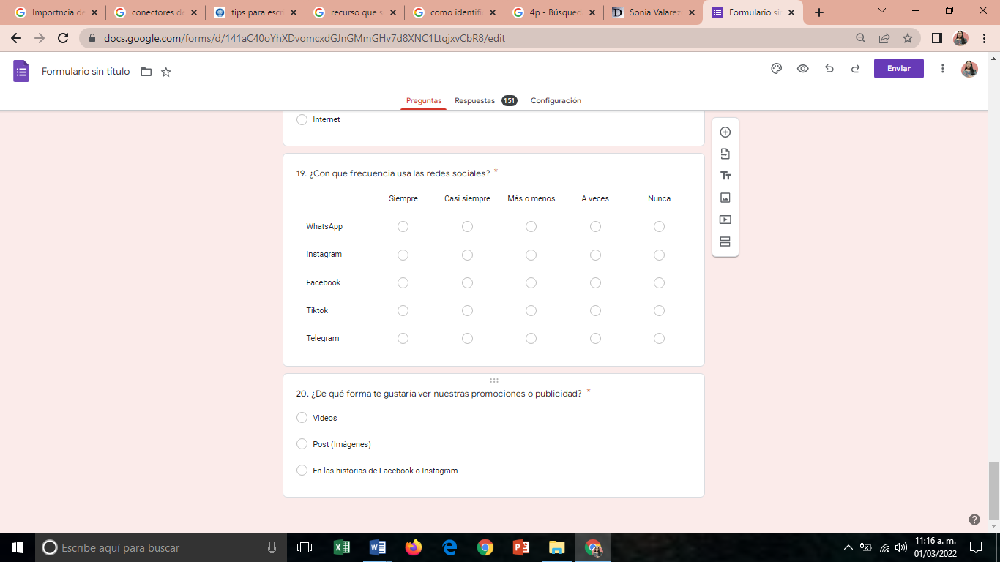 Importncia de
conectores de
tips para escr
recurso que s
como identifi
4p - Búsqued
Sonia Valarez
Formulario sin
docs.google.com/forms/d/141aC40oYhXDvomcxdGJnGMmGHv7d8XNC1LtqjxvCbR8/edit
Formulario sin título
Enviar
Preguntas Respuestas 151 Configuración
Internet
19. ¿Con que frecuencia usa las redes sociales? *
Siempre Casi siempre Más o menos A veces Nunca
WhatsApp
Instagram
Facebook
Tiktok
Telegram
20. ¿De qué forma te gustaría ver nuestras promociones o publicidad? *
Videos
Post (Imágenes)
En las historias de Facebook o Instagram
Escribe aquí para buscar
11:16 a. m.
01/03/2022